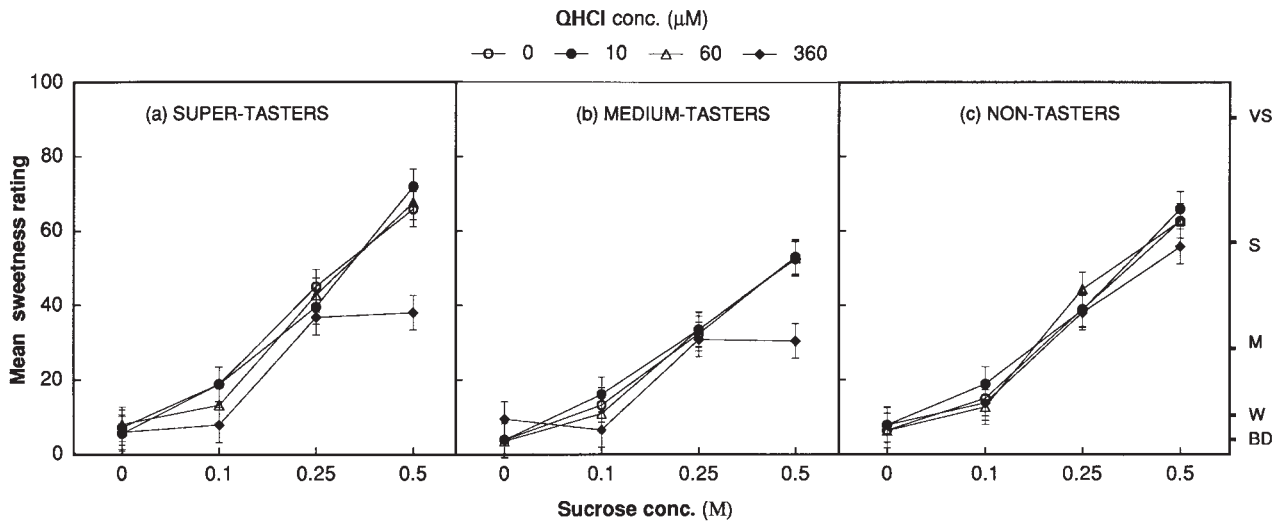 QHCl conc. (μM)
0 10 60 360
Mean sweetness rating
100
80
60
40
20
0
(a) SUPER-TASTERS
(b) MEDIUM-TASTERS
(c) NON-TASTERS
VS
S
M
W
BD
0 0.1 0.25 0.5 0 0.1 0.25 0.5 0 0.1 0.25 0.5
Sucrose conc. (M)